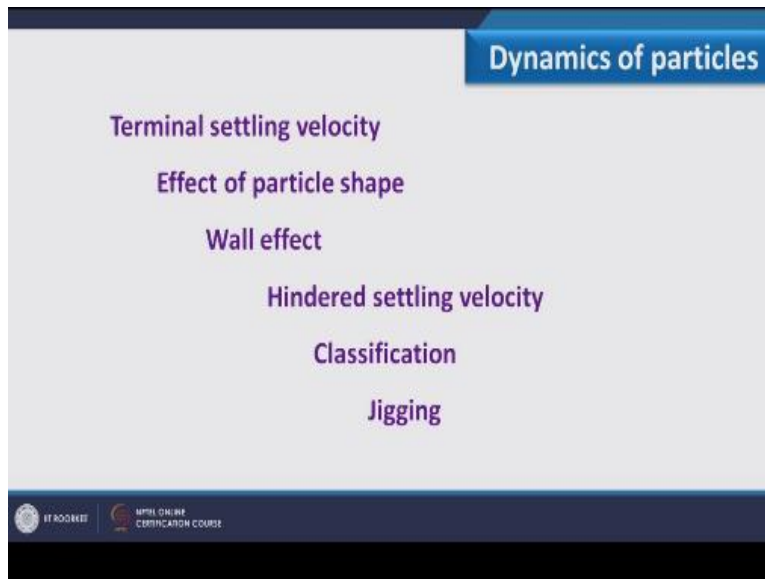 Dynamics of particles
Terminal settling velocity
Effect of particle shape
Wall effect
Hindered settling velocity
Classification
Jigging
IIT ROORKEE
NPTEL ONLINE
CERTIFICATION COURSE